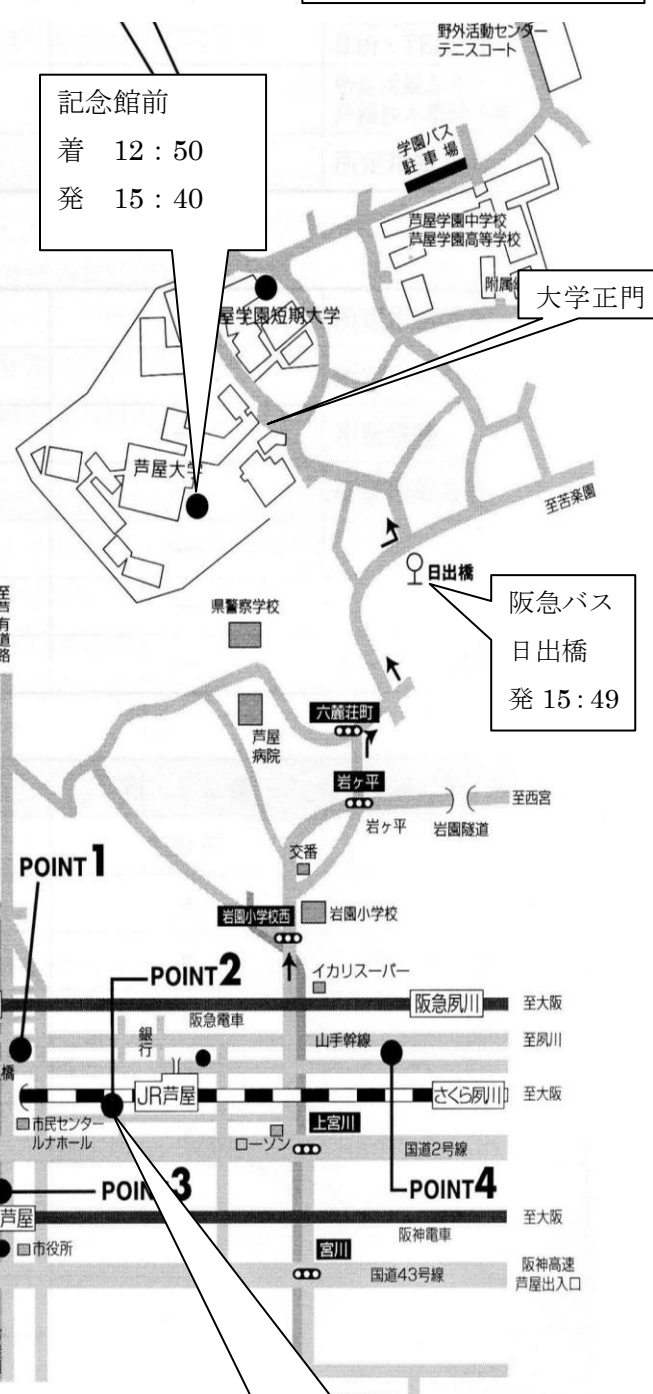 野外活動センター
テニスコート
記念館前
着 12：50
発 15：40
学園バス
駐車場
芦屋学園中学校
芦屋学園高等学校
附属
大学正門
屋学園短期大学
芦屋大学
至苦楽園
日出橋
阪急バス
日出橋
発 15：49
県警察学校
至芦有道路
芦屋
病院
六麓荘町
岩ヶ平
至西宮
岩ヶ平
岩園隧道
交番
POINT1
岩園小学校西
岩園小学校
POINT2
イカリスーパー
阪急夙川
至大阪
阪急電車
銀行
山手幹線
至夙川
橋
JR芦屋
さくら夙川
至大阪
市民センター
ルナホール
ローソン
上宮川
国道2号線
POINT3
POINT4
芦屋
至大阪
阪神電車
市役所
宮川
国道43号線
阪神高速
芦屋出入口